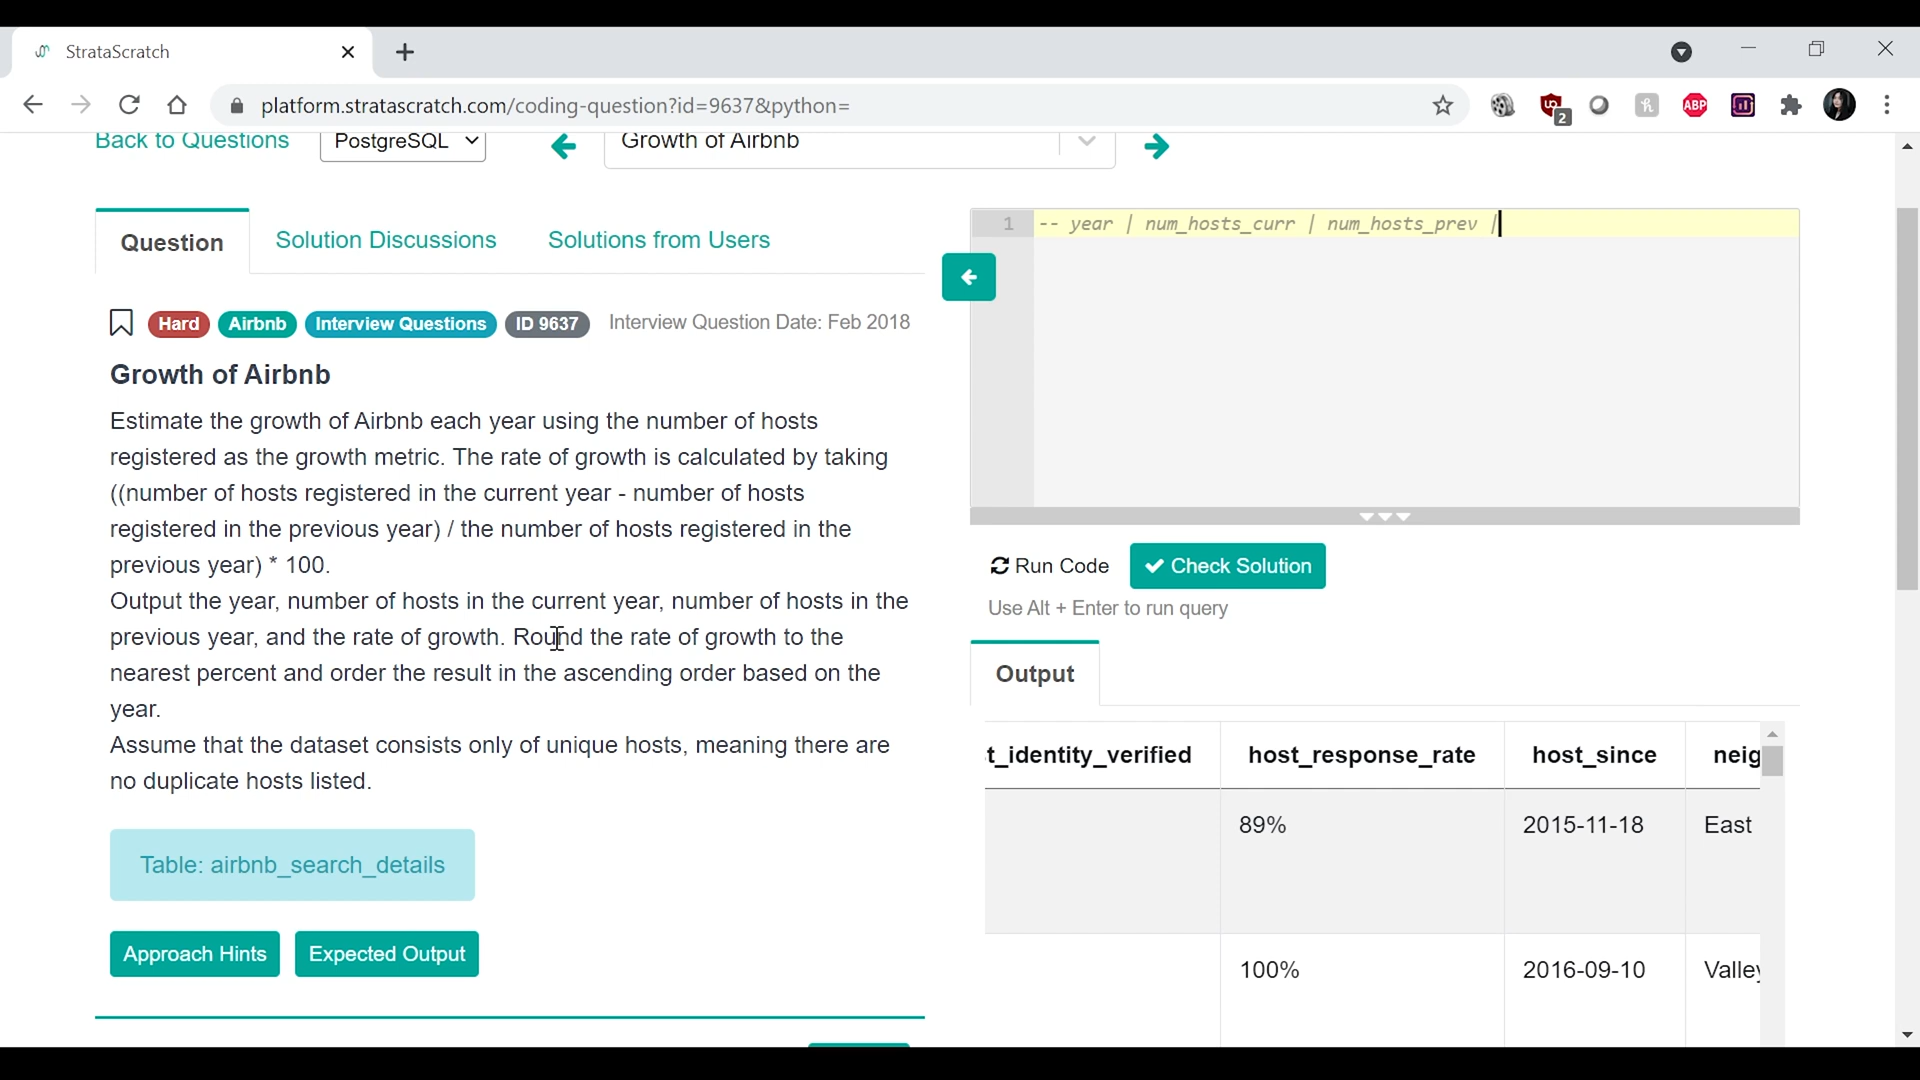 StrataScratch
platform.stratascratch.com/coding-question?id=9637&python=
2
ABP
Back to Questions
PostgreSQL
Growth of Airbnb
Question
Solution Discussions
Solutions from Users
Hard
Airbnb
Interview Questions
ID 9637
Interview Question Date: Feb 2018
Growth of Airbnb
Estimate the growth of Airbnb each year using the number of hosts
registered as the growth metric. The rate of growth is calculated by taking
((number of hosts registered in the current year - number of hosts
registered in the previous year) / the number of hosts registered in the
previous year) * 100.
Output the year, number of hosts in the current year, number of hosts in the
previous year, and the rate of growth. Round the rate of growth to the
nearest percent and order the result in the ascending order based on the
year.
Assume that the dataset consists only of unique hosts, meaning there are
no duplicate hosts listed.
Table: airbnb_search_details
Approach Hints
Expected Output
1
-- year | num_hosts_curr | num_hosts_prev |
Run Code
Check Solution
Use Alt + Enter to run query
Output
t_identity_verified
host_response_rate
host_since
neig
89%
2015-11-18
East
100%
2016-09-10
Valley